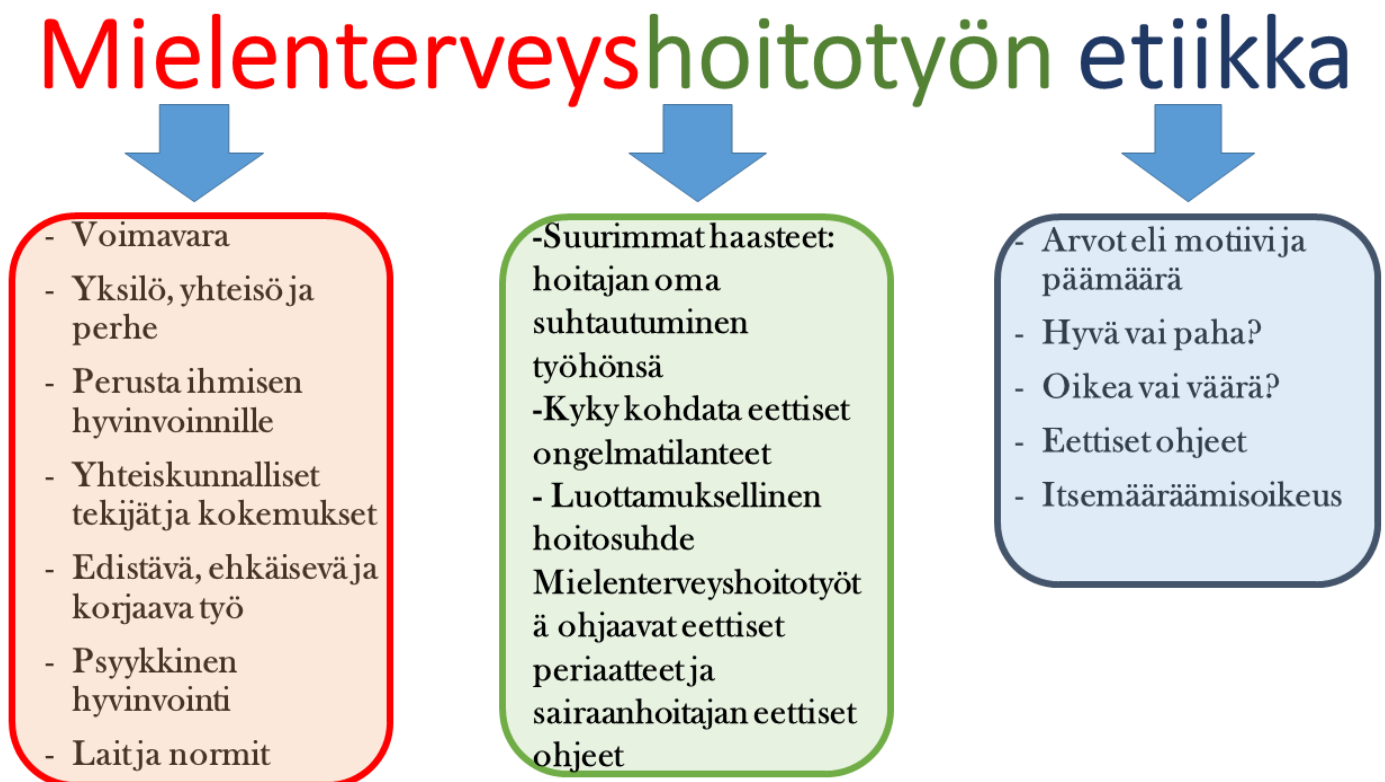 Mielenterveyshoitotyön etiikka
- Voimavara
- Yksilö, yhteisö ja
perhe
- Perusta ihmisen
hyvinvoinnille
- Yhteiskunnalliset
tekijät ja kokemukset
- Edistävä, ehkäisevä ja
korjaava työ
- Psyykkinen
hyvinvointi
- Lait ja normit
-Suurimmat haasteet:
hoitajan oma
suhtautuminen
työhönsä
-Kyky kohdata eettiset
ongelmatilanteet
- Luottamuksellinen
hoitosuhde
Mielenterveyshoitotyöt
ä ohjaavat eettiset
periaatteet ja
sairaanhoitajan eettiset
ohjeet
- Arvot eli motiivi ja
päämäärä
- Hyvä vai paha?
- Oikea vai väärä?
- Eettiset ohjeet
- Itsemääräämisoikeus